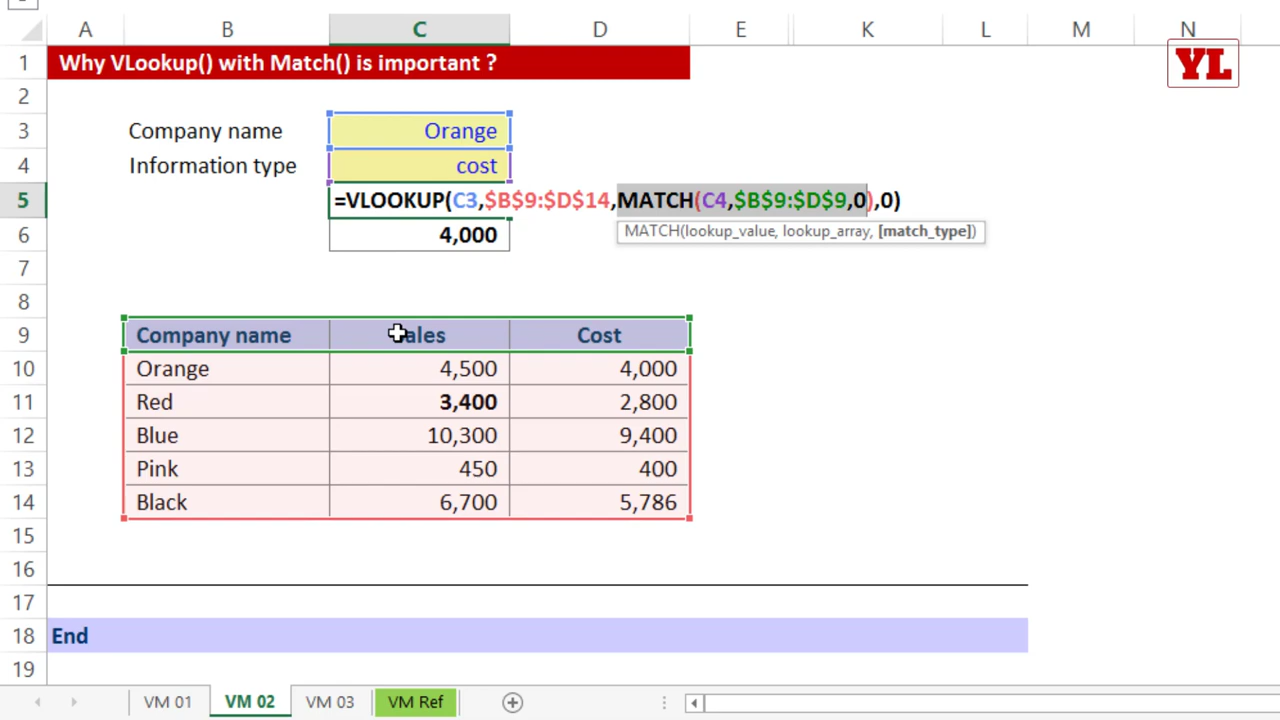 A B C D E K L M N
1 Why VLookup() with Match() is important ?
YL
2
3 Company name Orange
4 Information type cost
5 =VLOOKUP(C3,$B$9:$D$14,MATCH(C4,$B$9:$D$9,0),0)
MATCH(lookup_value, lookup_array, [match_type])
6 4,000
7
8
9 Company name ales Cost
10 Orange 4,500 4,000
11 Red 3,400 2,800
12 Blue 10,300 9,400
13 Pink 450 400
14 Black 6,700 5,786
15
16
17
18 End
19
VM 01 VM 02 VM 03 VM Ref